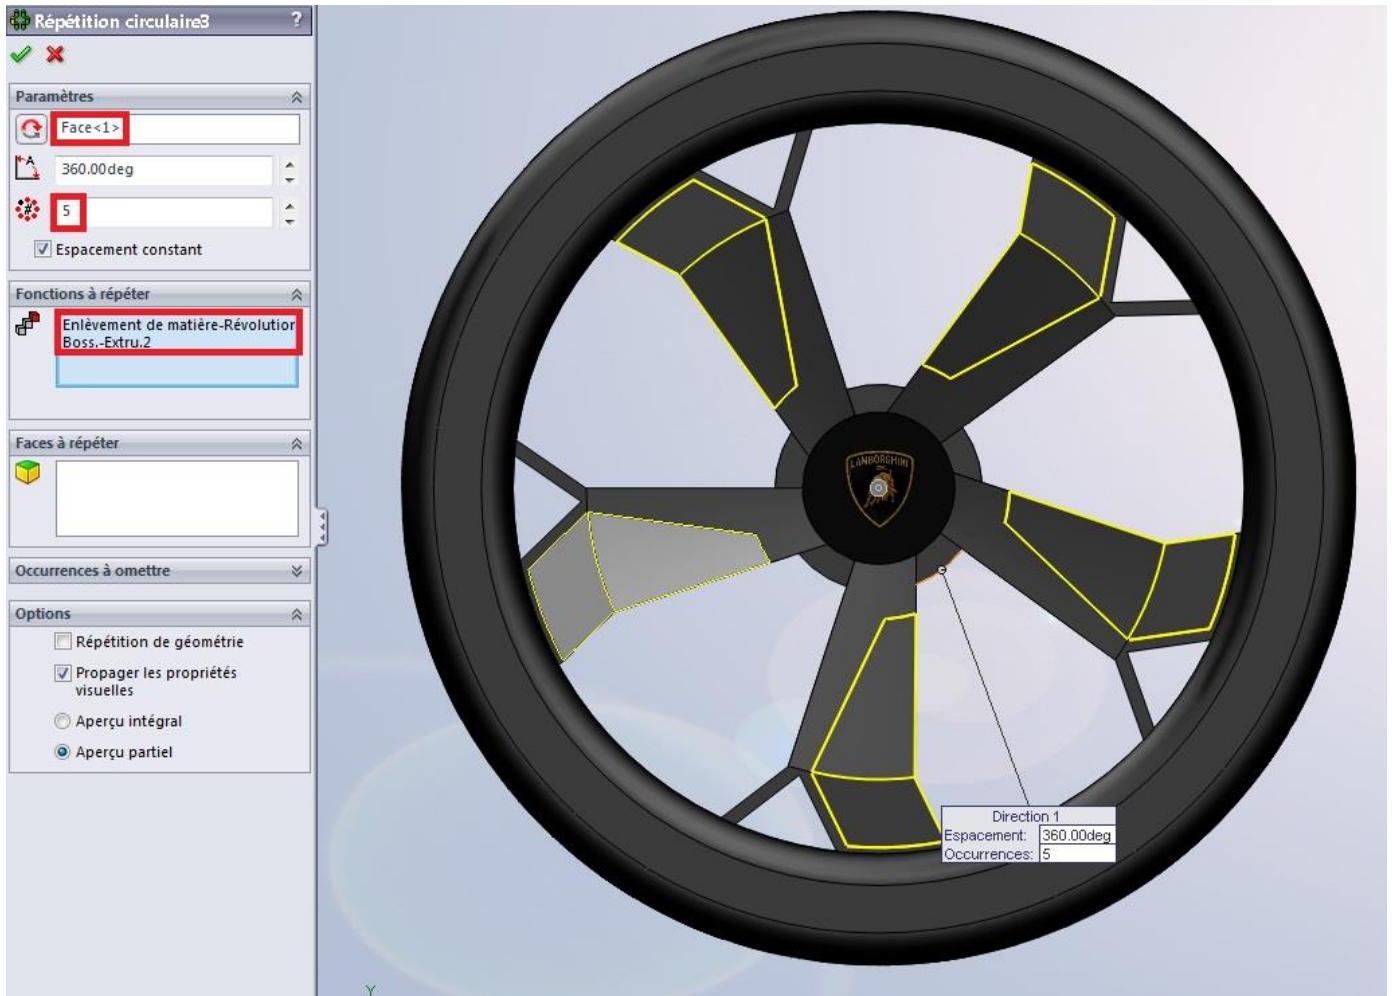 Répétition circulaire3 ?
Paramètres
Face<1>
A
360.00deg
#
5
Espacement constant
Fonctions à répéter
Enlèvement de matière-Révolution
Boss.-Extru.2
Faces à répéter
Occurrences à omettre
Options
Répétition de géométrie
Propager les propriétés
visuelles
Aperçu intégral
Aperçu partiel
LAMBORGHINI
Direction 1
Espacement: 360.00deg
Occurrences: 5
Y